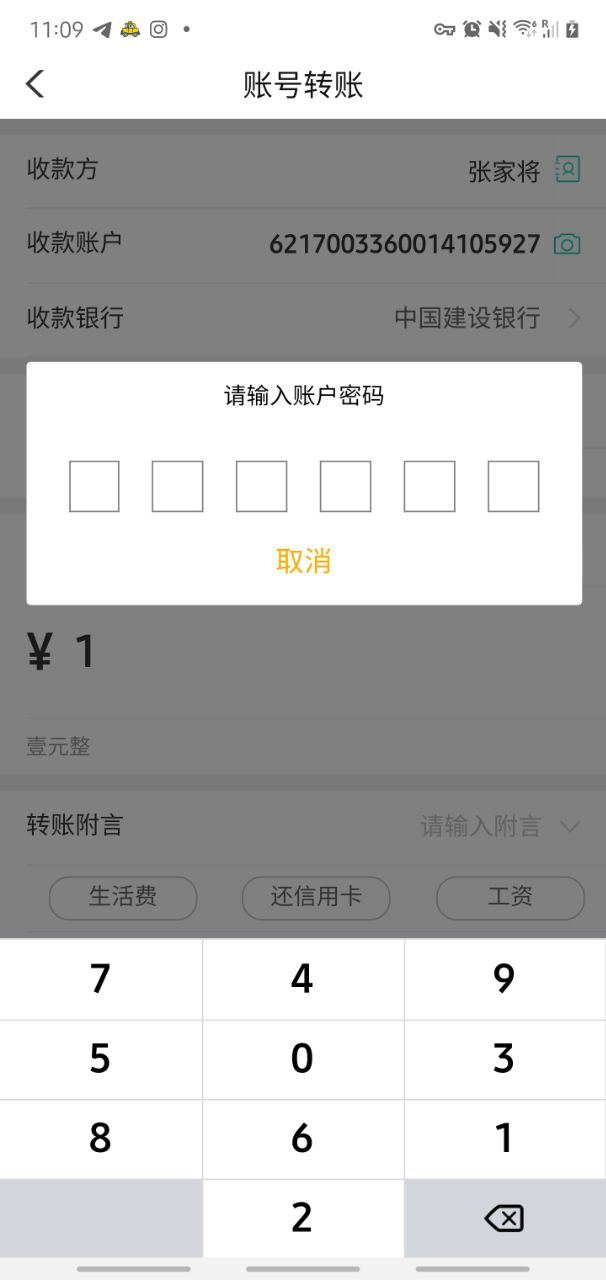 11:09
账号转账
收款方 张家将
收款账户 6217003360014105927
收款银行 中国建设银行
请输入账户密码
取消
¥ 1
壹元整
转账附言 请输入附言
生活费 还信用卡 工资
7 4 9
5 0 3
8 6 1
2